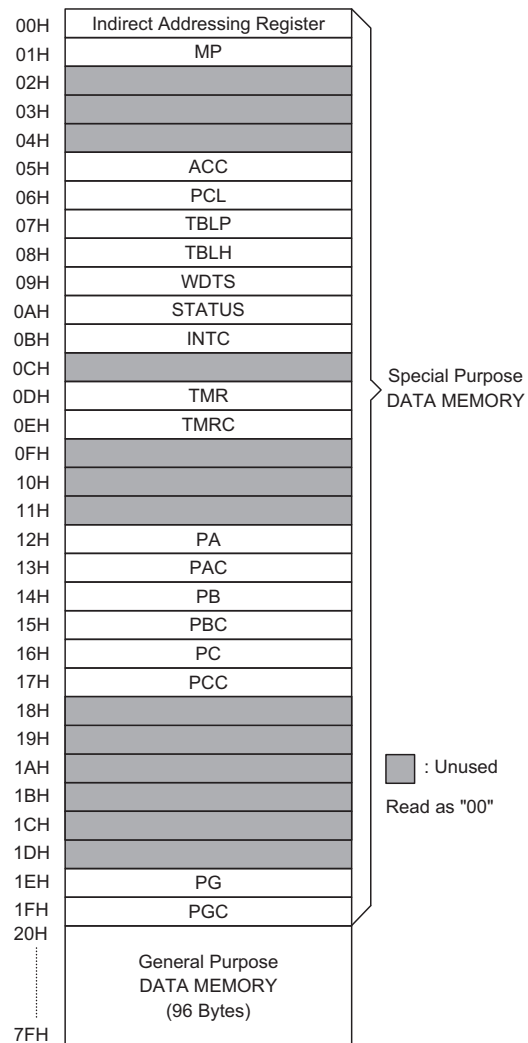 00H Indirect Addressing Register
01H MP
02H
03H
04H
05H ACC
06H PCL
07H TBLP
08H TBLH
09H WDTS
0AH STATUS
0BH INTC
0CH
0DH TMR
0EH TMRC
0FH
10H
11H
12H PA
13H PAC
14H PB
15H PBC
16H PC
17H PCC
18H
19H
1AH
1BH
1CH
1DH
1EH PG
1FH PGC
20H
General Purpose
DATA MEMORY
(96 Bytes)
7FH
Special Purpose
DATA MEMORY
: Unused
Read as "00"